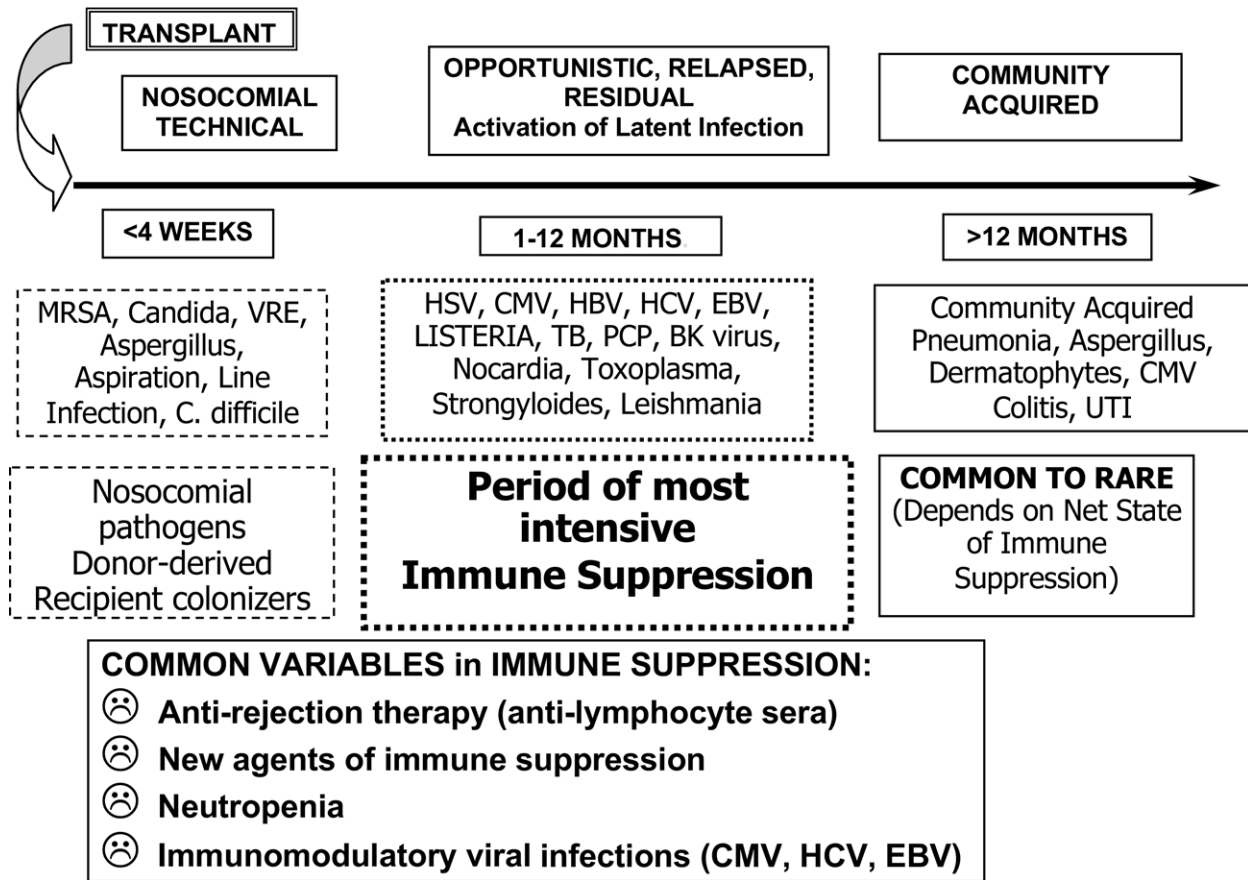 TRANSPLANT
NOSOCOMIAL
TECHNICAL
OPPORTUNISTIC, RELAPSED,
RESIDUAL
Activation of Latent Infection
COMMUNITY
ACQUIRED
<4 WEEKS
1-12 MONTHS.
>12 MONTHS
MRSA, Candida, VRE,
Aspergillus,
Aspiration, Line
Infection, C. difficile
HSV, CMV, HBV, HCV, EBV,
LISTERIA, TB, PCP, BK virus,
Nocardia, Toxoplasma,
Strongyloides, Leishmania
Community Acquired
Pneumonia, Aspergillus,
Dermatophytes, CMV
Colitis, UTI
Nosocomial
pathogens
Donor-derived
Recipient colonizers
Period of most
intensive
Immune Suppression
COMMON TO RARE
(Depends on Net State
of Immune
Suppression)
COMMON VARIABLES in IMMUNE SUPPRESSION:
Anti-rejection therapy (anti-lymphocyte sera)
New agents of immune suppression
Neutropenia
Immunomodulatory viral infections (CMV, HCV, EBV)